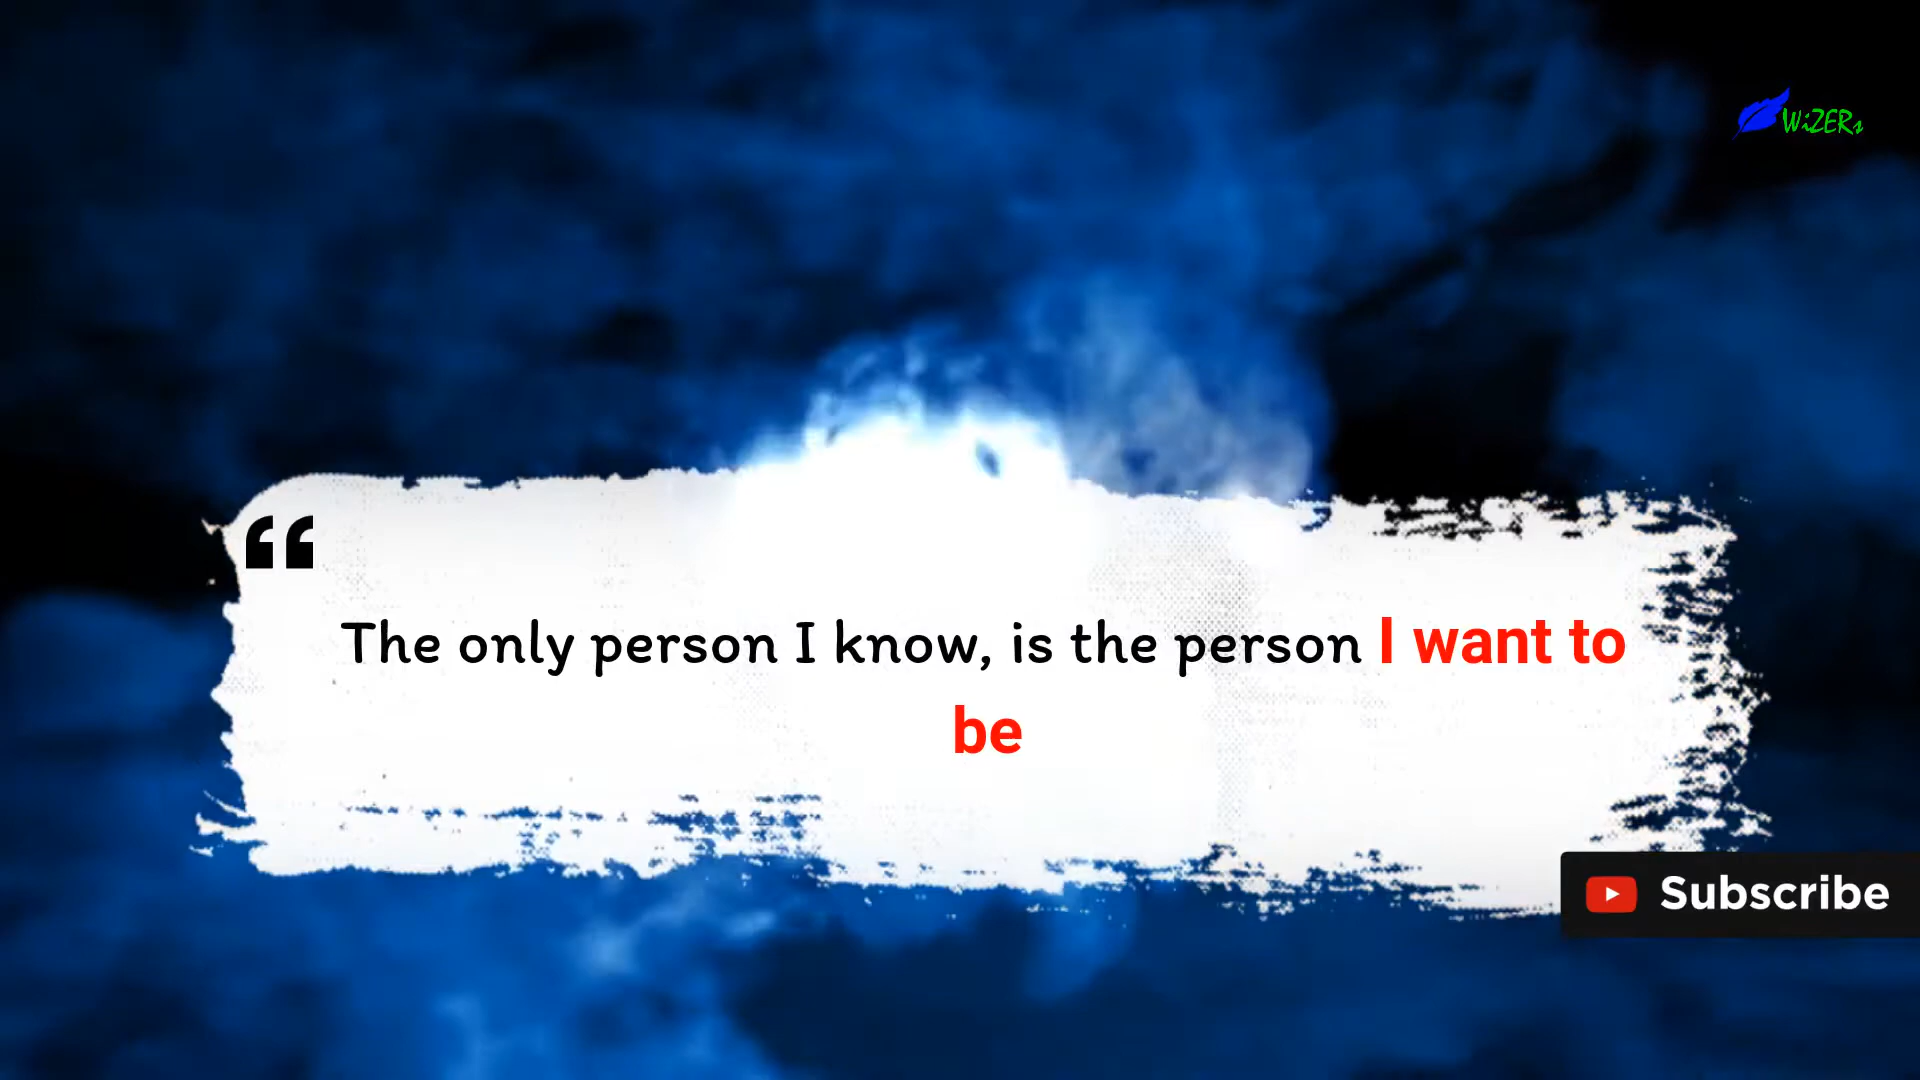 WiZERs
“
The only person I know, is the person I want to
be
Subscribe